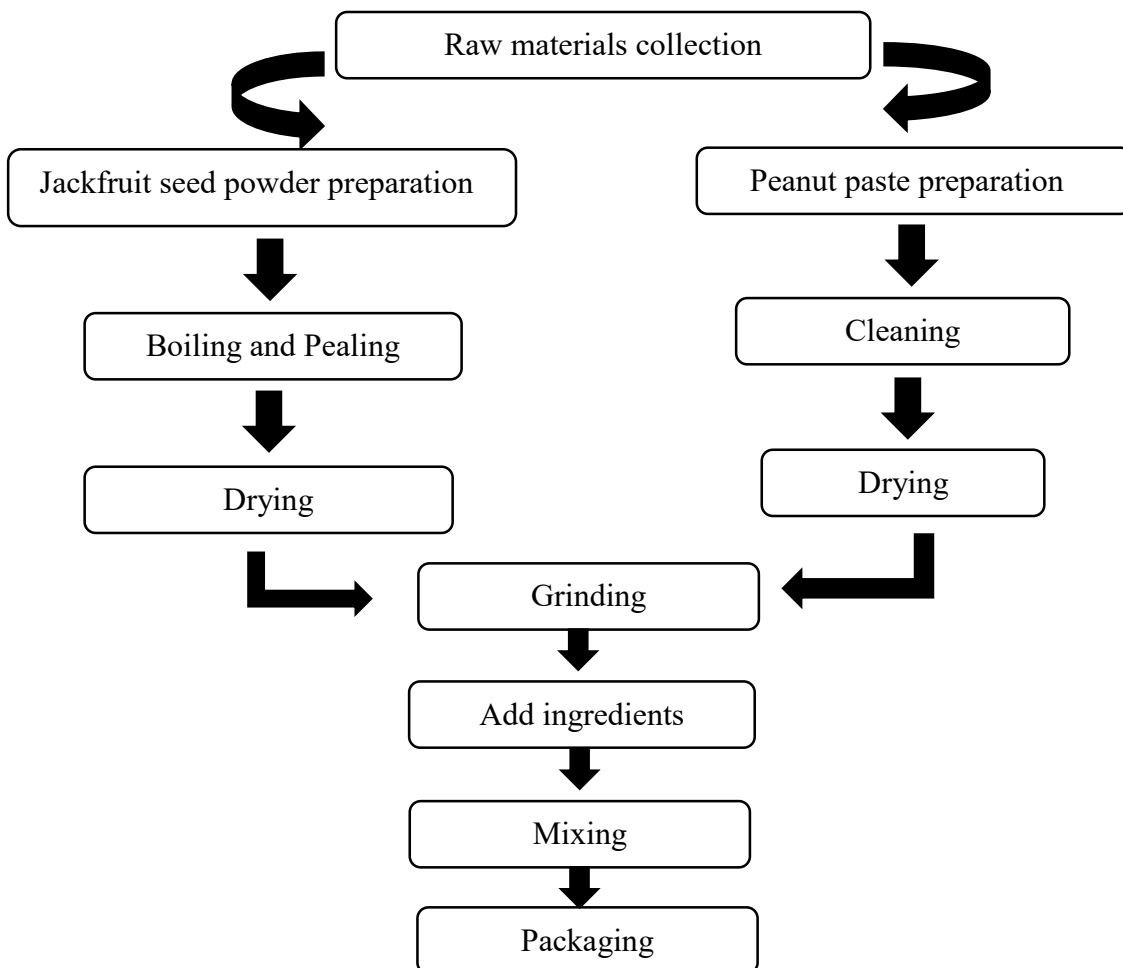 Raw materials collection
Jackfruit seed powder preparation
Peanut paste preparation
Boiling and Pealing
Cleaning
Drying
Drying
Grinding
Add ingredients
Mixing
Packaging